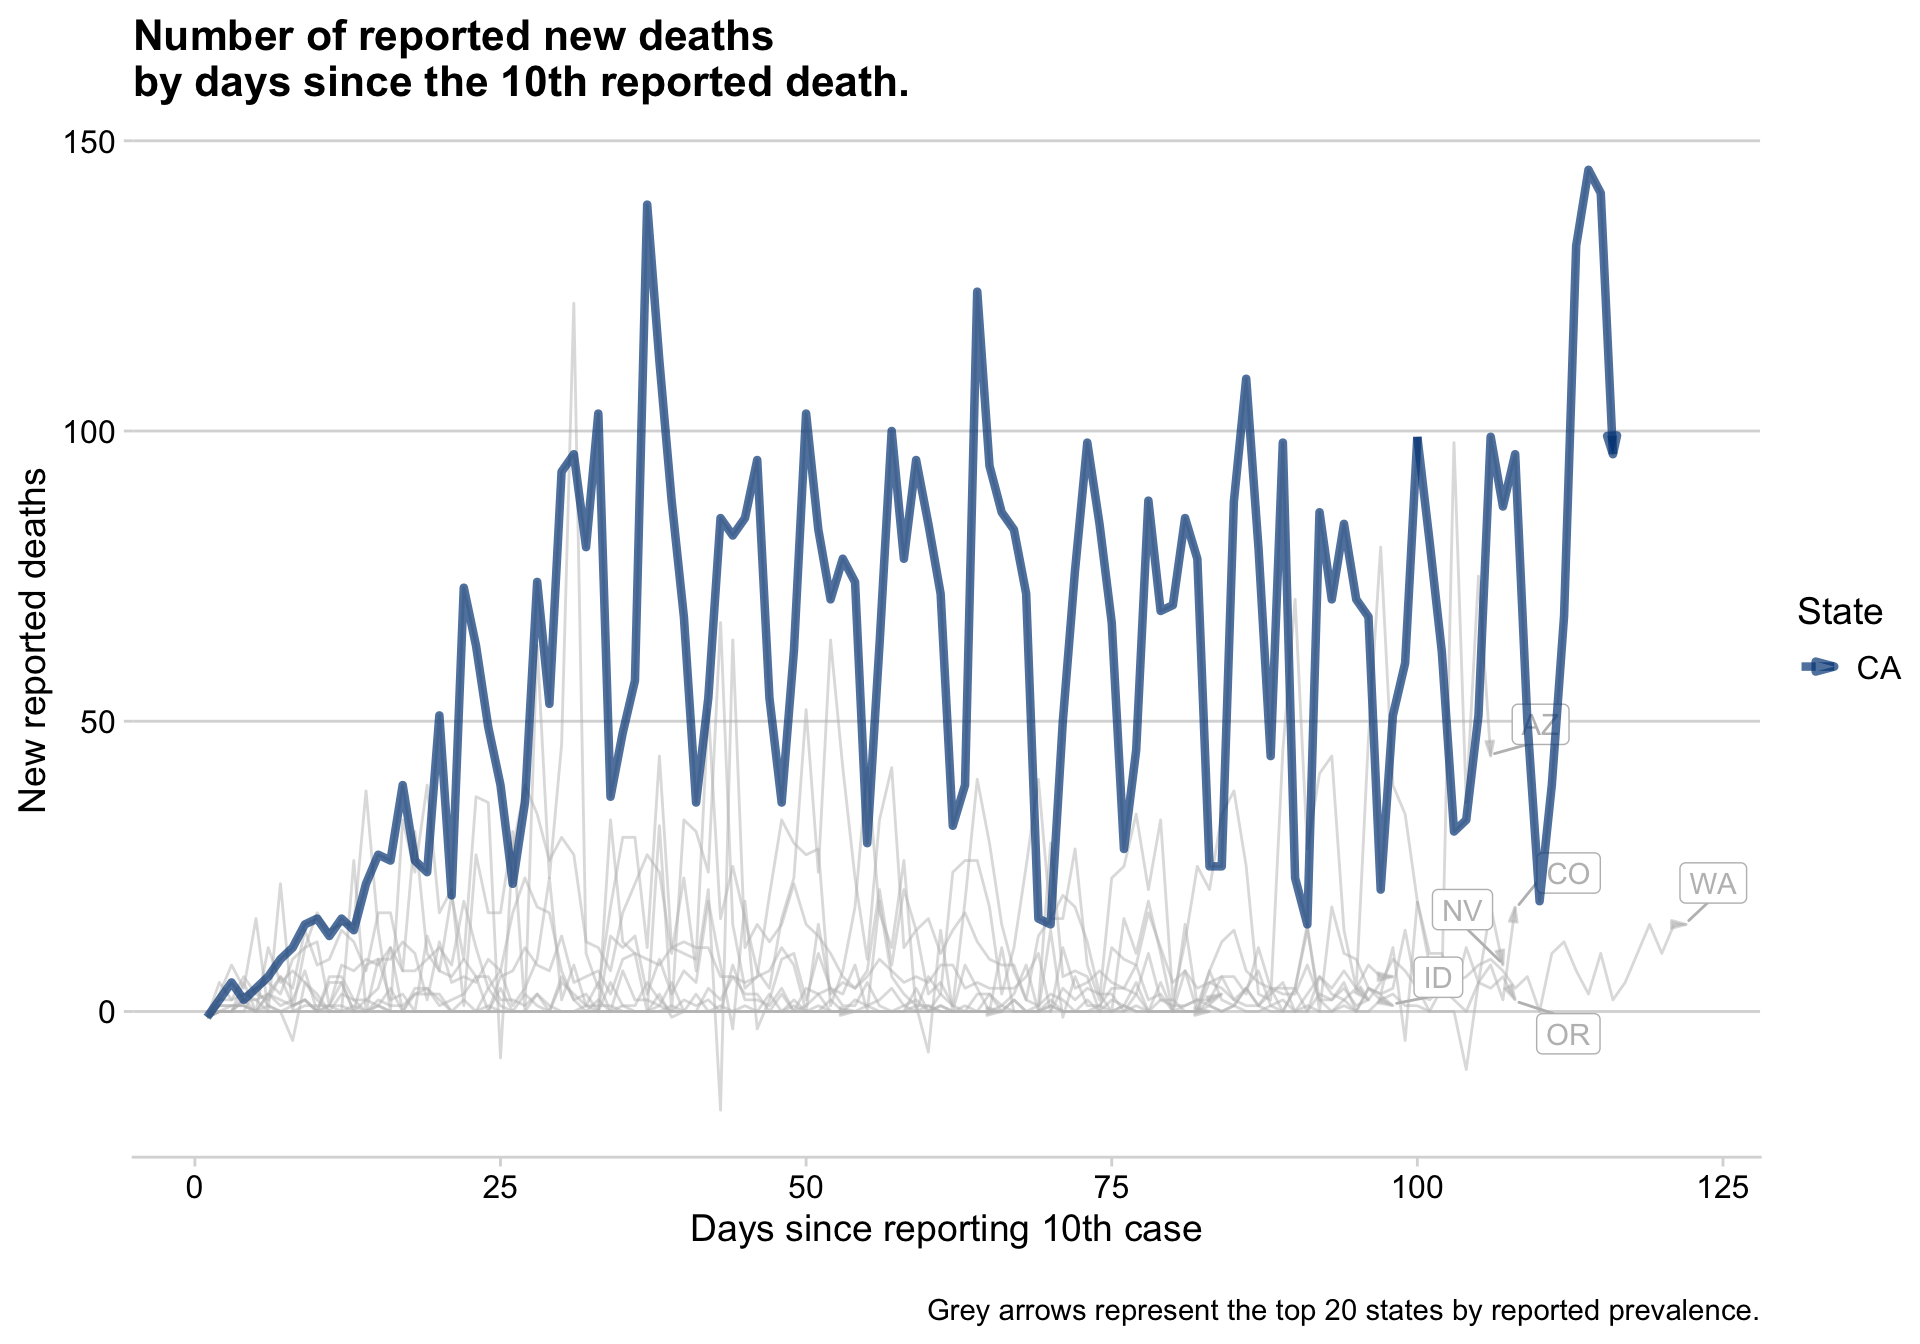 Number of reported new deaths
by days since the 10th reported death.
New reported deaths
150
100
50
0
AZ
CO
WA
NV
ID
OR
State
CA
0 25 50 75 100 125
Days since reporting 10th case
Grey arrows represent the top 20 states by reported prevalence.